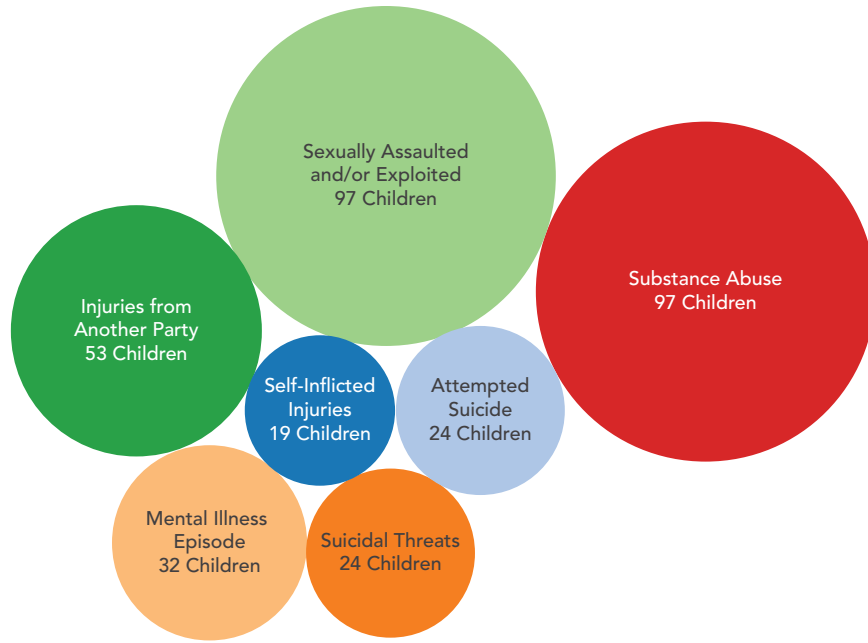 Sexually Assaulted
and/or Exploited
97 Children
Substance Abuse
97 Children
Injuries from
Another Party
53 Children
Self-Inflicted
Injuries
19 Children
Attempted
Suicide
24 Children
Mental Illness
Episode
32 Children
Suicidal Threats
24 Children